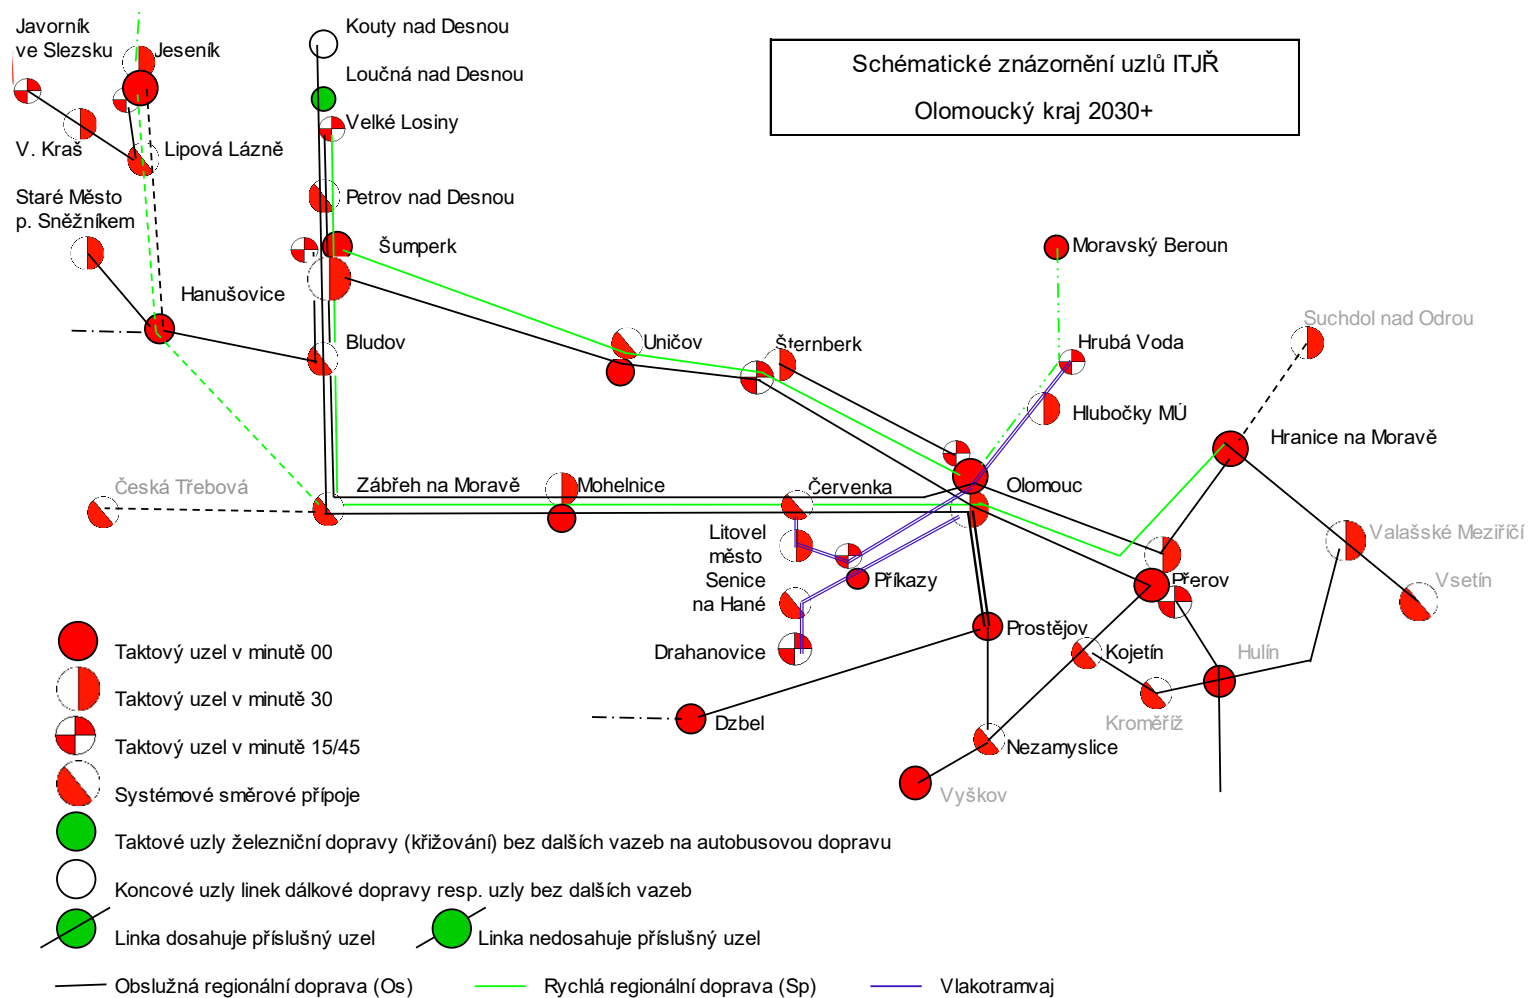 Schématické znázornění uzlů ITJŘ
Olomoucký kraj 2030+
Javorník
ve Slezsku
Jeseník
Kouty nad Desnou
Loučná nad Desnou
Velké Losiny
V. Kraš
Lipová Lázně
Staré Město
p. Sněžníkem
Petrov nad Desnou
Šumperk
Moravský Beroun
Hanušovice
Bludov
Uničov
Šternberk
Hrubá Voda
Suchdol nad Odrou
Hlubočky MÚ
Hranice na Moravě
Česká Třebová
Zábřeh na Moravě
Mohelnice
Červenka
Olomouc
Litovel
město
Valašské Meziříčí
Senice
na Hané
Příkazy
Přerov
Vsetín
Drahanovice
Prostějov
Kojetín
Hulín
Dzbel
Kroměříž
Nezamyslice
Vyškov
Taktový uzel v minutě 00
Taktový uzel v minutě 30
Taktový uzel v minutě 15/45
Systémové směrové přípoje
Taktové uzly železniční dopravy (křižování) bez dalších vazeb na autobusovou dopravu
Koncové uzly linek dálkové dopravy resp. uzly bez dalších vazeb
Linka dosahuje příslušný uzel
Linka nedosahuje příslušný uzel
Obslužná regionální doprava (Os)
Rychlá regionální doprava (Sp)
Vlakotramvaj